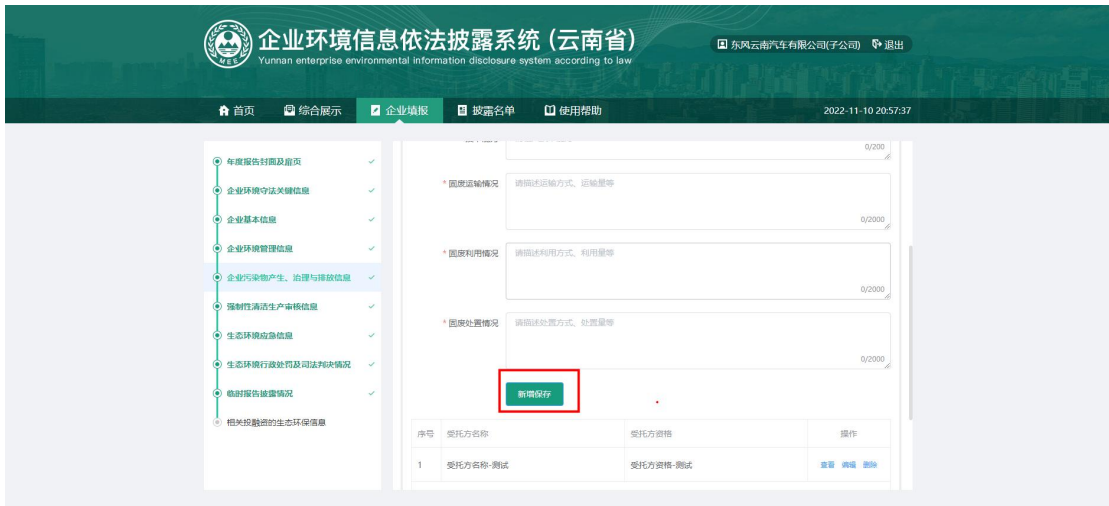 企业环境信息依法披露系统 (云南省)
MEE
Yunnan enterprise environmental information disclosure system according to law
东风云南汽车有限公司(子公司) 退出
首页 综合展示 企业填报 披露名单 使用帮助 2022-11-10 20:57:37
年度报告封面及扉页
企业环境守法关键信息
企业基本信息
企业环境管理信息
企业污染物产生、治理与排放信息
强制性清洁生产审核信息
生态环境应急信息
生态环境行政处罚及司法判决情况
临时报告披露情况
相关投融资的生态环保信息
0/200
* 固废运输情况 请描述运输方式、运输量等
0/2000
* 固废利用情况 请描述利用方式、利用量等
0/2000
* 固废处置情况 请描述处置方式、处置量等
0/2000
新增保存
序号 受托方名称 受托方资格 操作
1 受托方名称-测试 受托方资格-测试 查看 编辑 删除